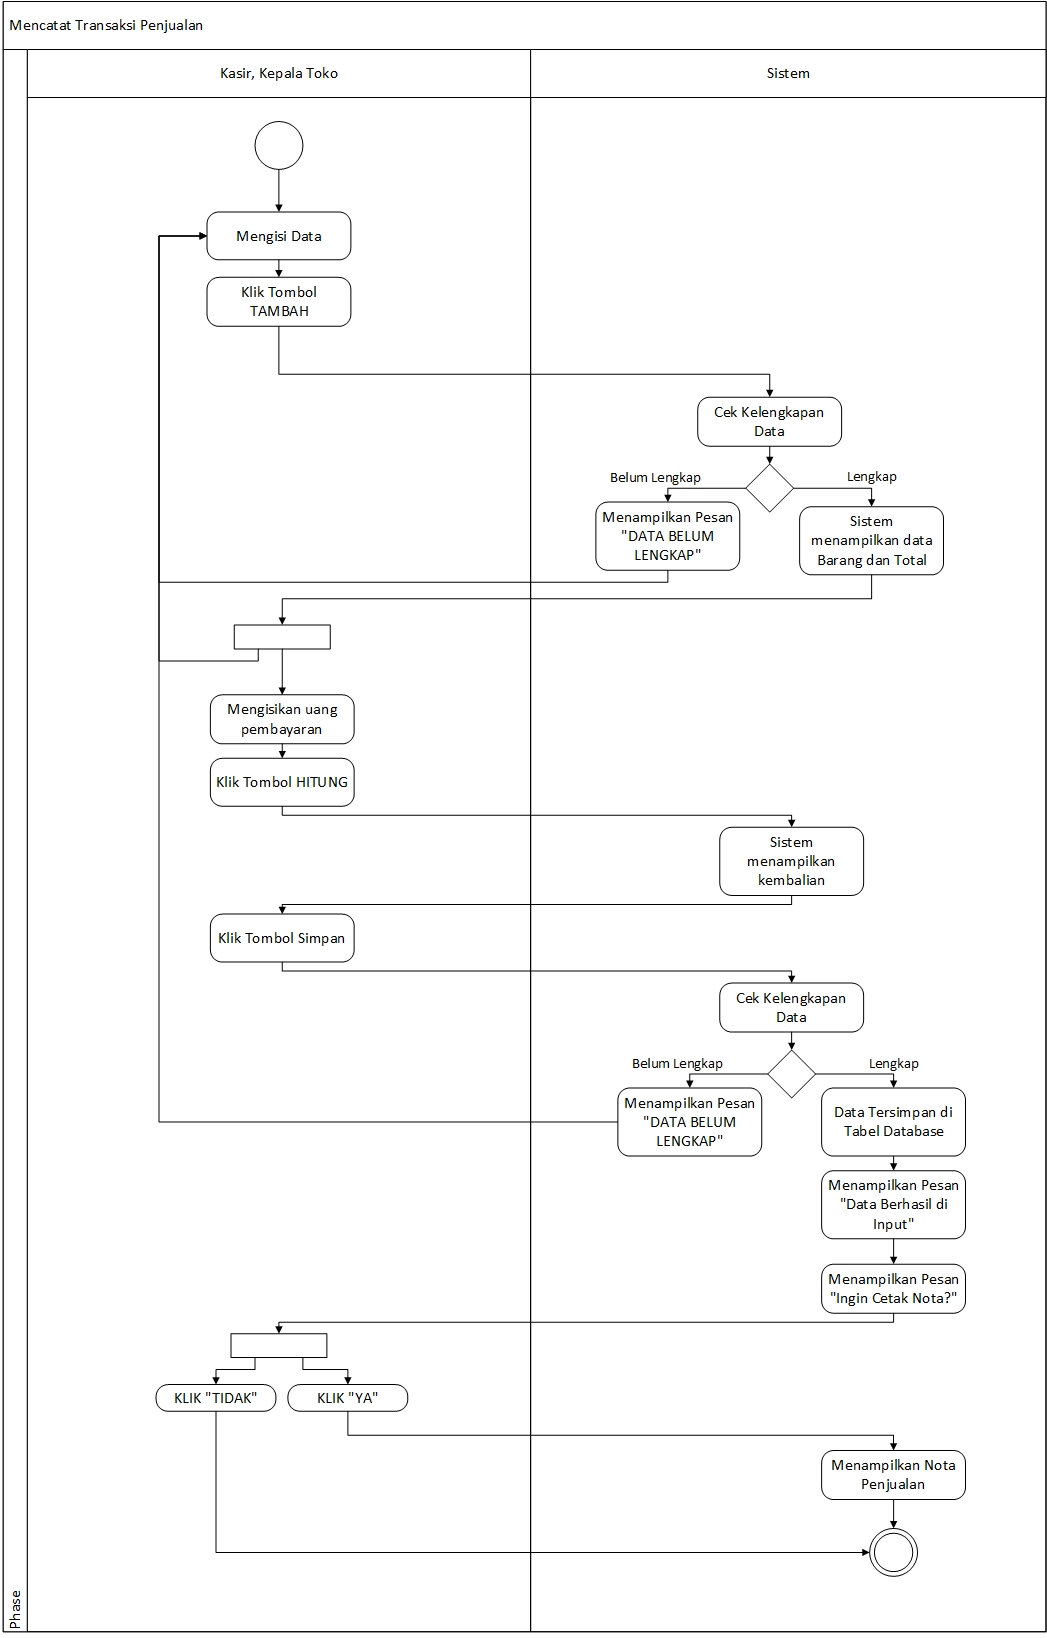 Mencatat Transaksi Penjualan
Kasir, Kepala Toko
Sistem
Mengisi Data
Klik Tombol
TAMBAH
Cek Kelengkapan
Data
Belum Lengkap
Lengkap
Menampilkan Pesan
"DATA BELUM
LENGKAP"
Sistem
menampilkan data
Barang dan Total
Mengisikan uang
pembayaran
Klik Tombol HITUNG
Sistem
menampilkan
kembalian
Klik Tombol Simpan
Cek Kelengkapan
Data
Belum Lengkap
Lengkap
Menampilkan Pesan
"DATA BELUM
LENGKAP"
Data Tersimpan di
Tabel Database
Menampilkan Pesan
"Data Berhasil di
Input"
Menampilkan Pesan
"Ingin Cetak Nota?"
KLIK "TIDAK"
KLIK "YA"
Menampilkan Nota
Penjualan
Phase